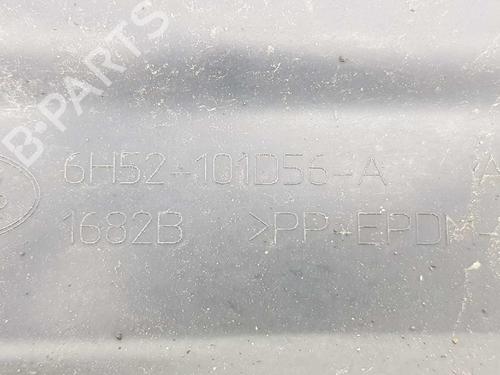 B-PARTS
6H52-101D56-A (A
1682B >PP+EPDM-